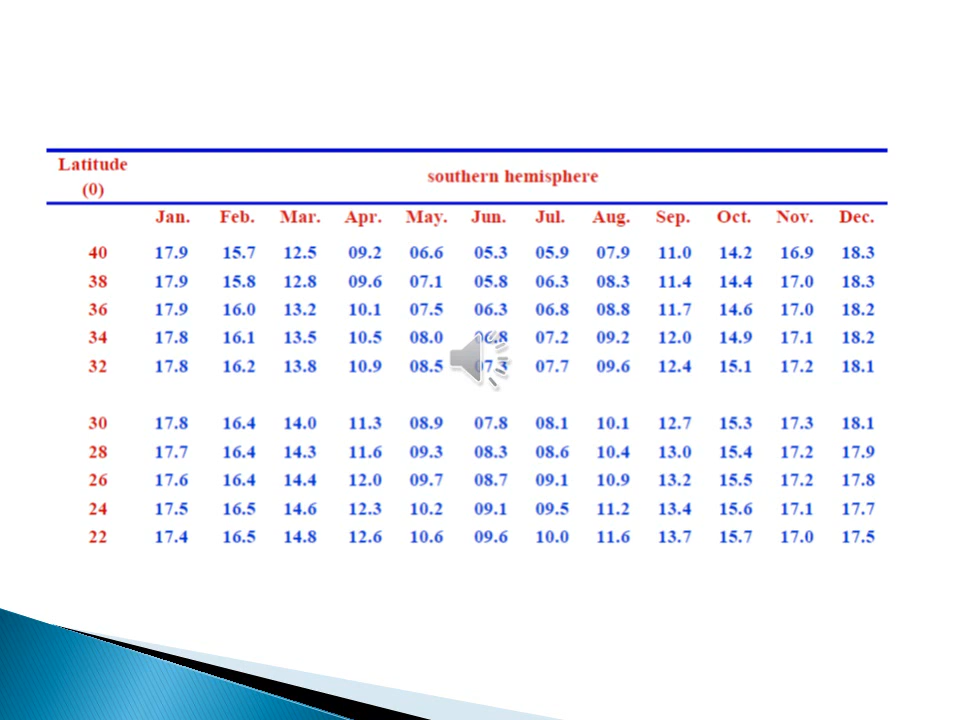 Latitude
(0)
southern hemisphere
Jan. Feb. Mar. Apr. May. Jun. Jul. Aug. Sep. Oct. Nov. Dec.
40 17.9 15.7 12.5 09.2 06.6 05.3 05.9 07.9 11.0 14.2 16.9 18.3
38 17.9 15.8 12.8 09.6 07.1 05.8 06.3 08.3 11.4 14.4 17.0 18.3
36 17.9 16.0 13.2 10.1 07.5 06.3 06.8 08.8 11.7 14.6 17.0 18.2
34 17.8 16.1 13.5 10.5 08.0 06.8 07.2 09.2 12.0 14.9 17.1 18.2
32 17.8 16.2 13.8 10.9 08.5 07.7 09.6 12.4 15.1 17.2 18.1
30 17.8 16.4 14.0 11.3 08.9 07.8 08.1 10.1 12.7 15.3 17.3 18.1
28 17.7 16.4 14.3 11.6 09.3 08.3 08.6 10.4 13.0 15.4 17.2 17.9
26 17.6 16.4 14.4 12.0 09.7 08.7 09.1 10.9 13.2 15.5 17.2 17.8
24 17.5 16.5 14.6 12.3 10.2 09.1 09.5 11.2 13.4 15.6 17.1 17.7
22 17.4 16.5 14.8 12.6 10.6 09.6 10.0 11.6 13.7 15.7 17.0 17.5